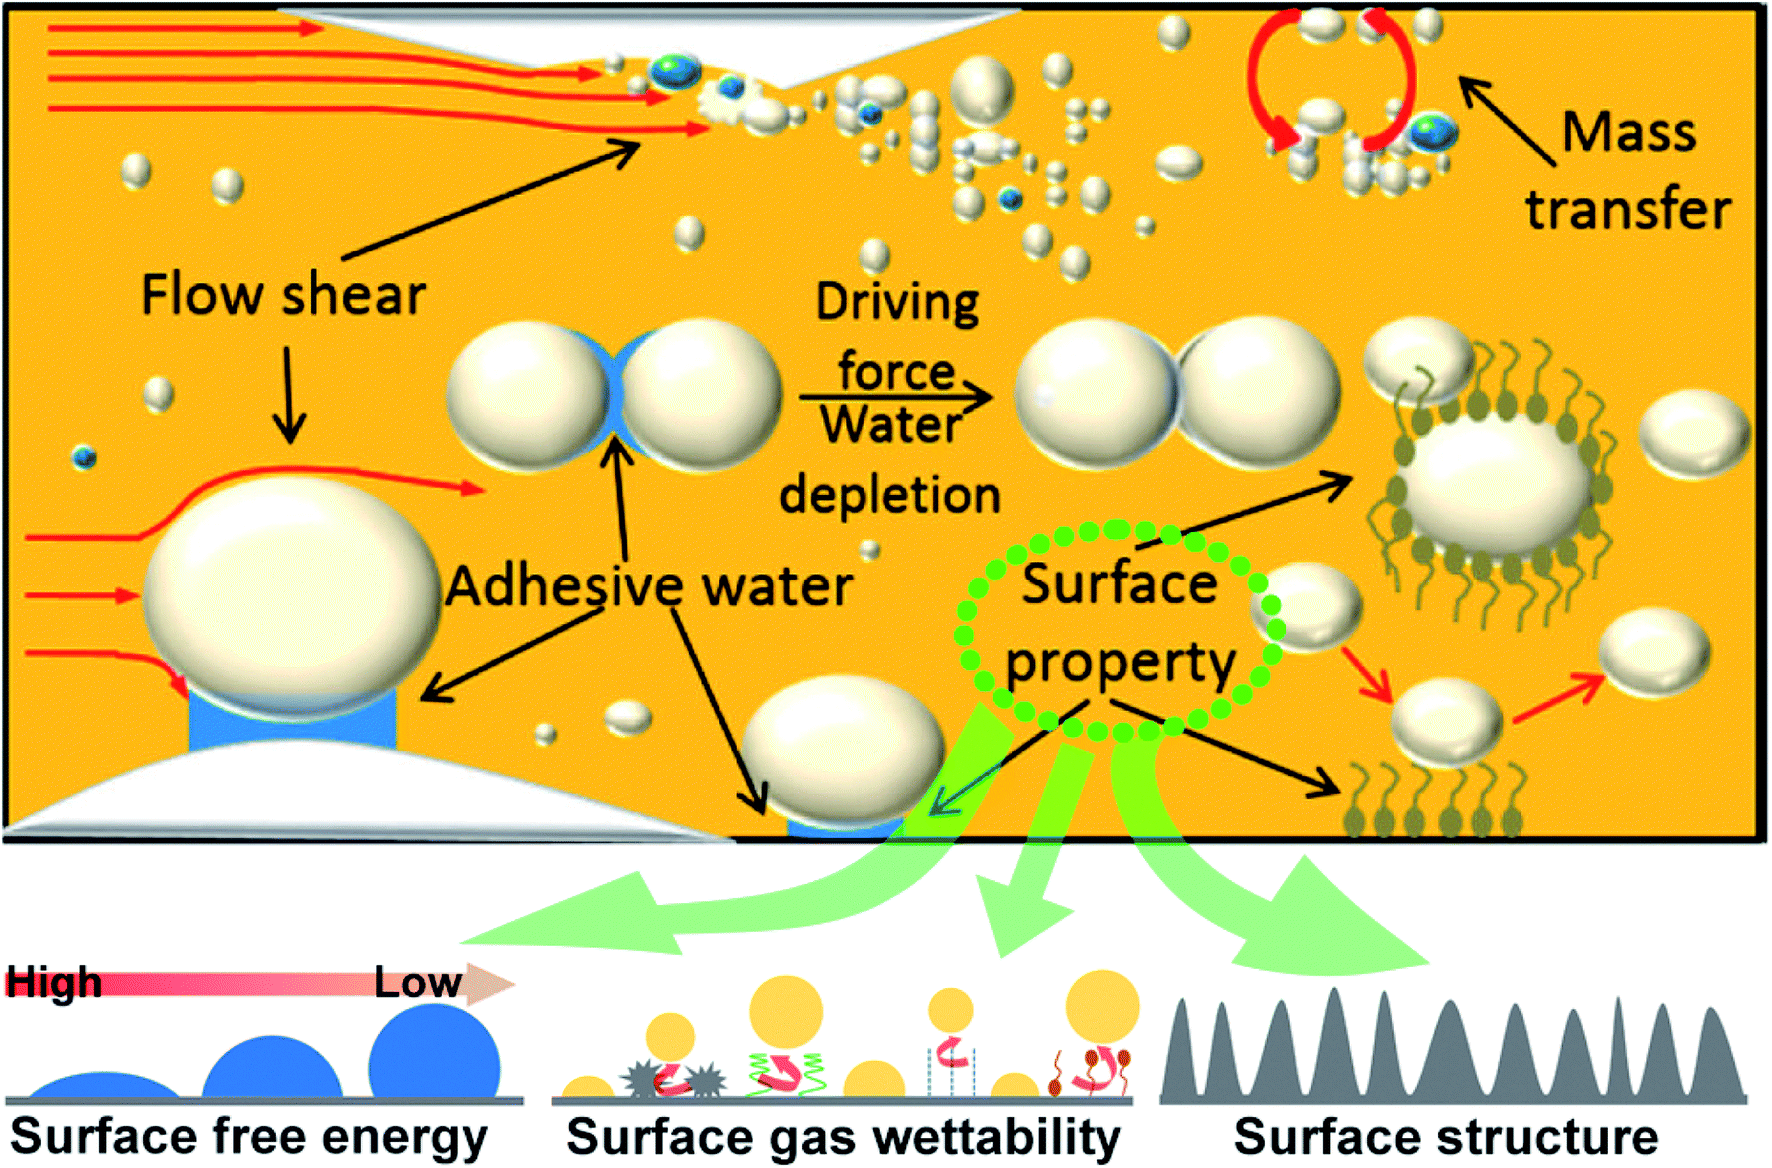 Mass
transfer
Flow shear
Driving
force
Water
depletion
Adhesive water
Surface
property
High
Low
Surface free energy
Surface gas wettability
Surface structure